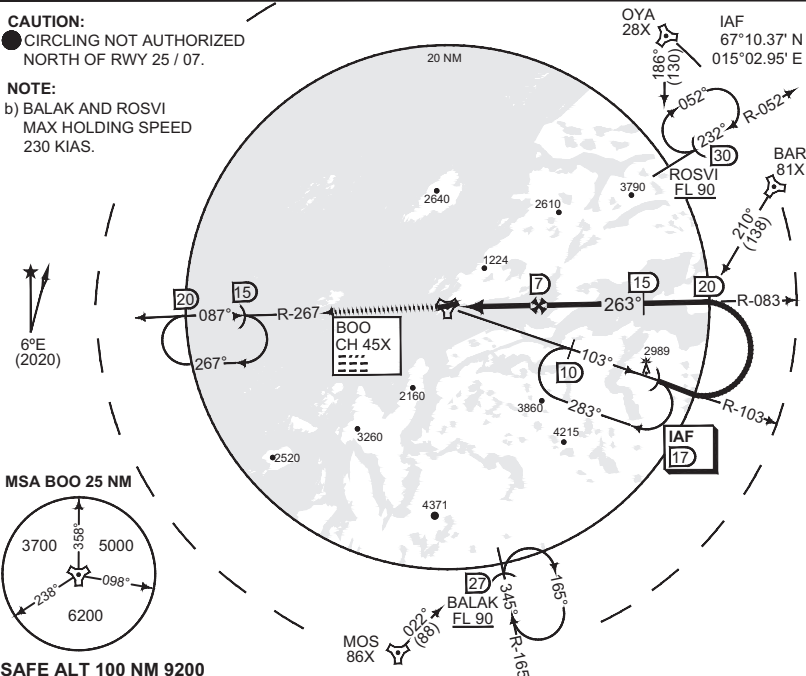 CAUTION:
CIRCLING NOT AUTHORIZED
NORTH OF RWY 25 / 07.
NOTE:
b) BALAK AND ROSVI
MAX HOLDING SPEED
230 KIAS.
20 NM
OYA
28X
IAF
67°10.37' N
015°02.95' E
186°
(130)
052°
R-052
232°
30
ROSVI
FL 90
BAR
81X
210°
(138)
2640
2610
3790
1224
6ºE
(2020)
20
15
087°
R-267
267°
BOO
CH 45X
7
15
20
263°
R-083
103°
2989
10
283°
R-103
IAF
17
2160
3860
3260
4215
2520
4371
MSA BOO 25 NM
3700
358°
5000
238°
098°
6200
SAFE ALT 100 NM 9200
27
BALAK
FL 90
345°
165°
R-165
MOS
86X
022°
(88)